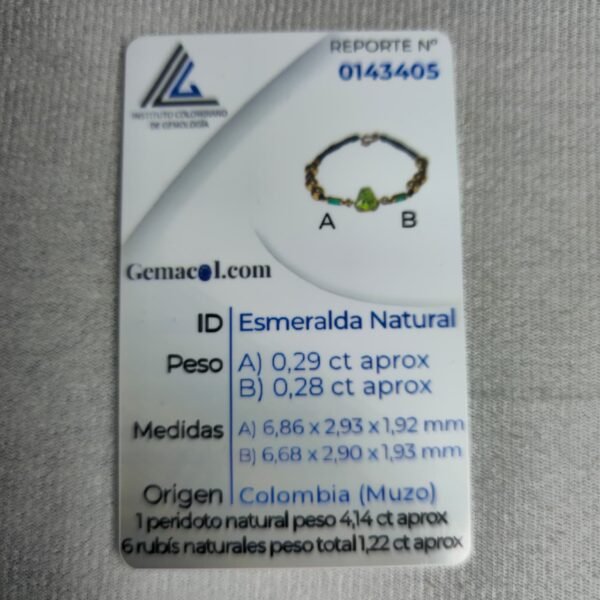 REPORTE Nº
0143405
INSTITUTO COLOMBIANO
DE GEMOLOGÍA
A B
Gemacol.com
ID Esmeralda Natural
Peso A) 0,29 ct aprox
B) 0,28 ct aprox
Medidas A) 6,86 x 2,93 x 1,92 mm
B) 6,68 x 2,90 x 1,93 mm
Origen Colombia (Muzo)
1 peridoto natural peso 4,14 ct aprox
6 rubís naturales peso total 1,22 ct aprox